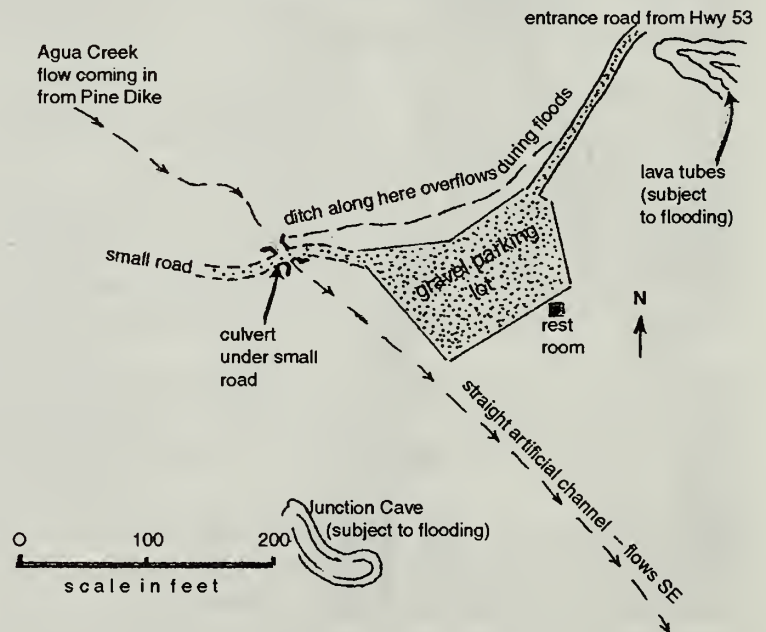 entrance road from Hwy 53
Agua Creek
flow coming in
from Pine Dike
ditch along here overflows during floods
lava tubes
(subject
to flooding)
small road
gravel parking
lot
N
rest
room
culvert
under small
road
straight artificial channel – flows SE
Junction Cave
(subject to flooding)
0 100 200
scale in feet